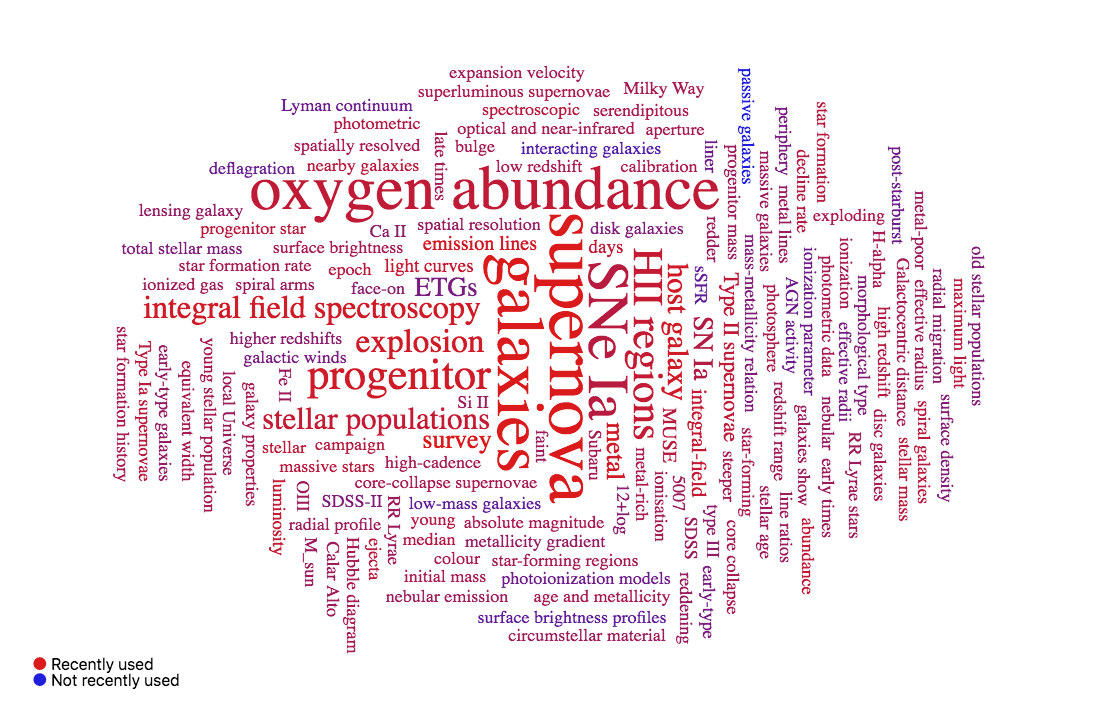 expansion velocity
superluminous supernovae
Milky Way
Lyman continuum
spectroscopic
serendipitous
photometric
optical and near-infrared
aperture
spatially resolved
late times
bulge
interacting galaxies
liner
deflagration
nearby galaxies
low redshift
calibration
oxygen abundance
passive galaxies
periphery
star formation
progenitor mass
massive galaxies
decline rate
metal lines
post-starburst
lensing galaxy
progenitor star
Ca II
spatial resolution
disk galaxies
redder
exploding
metal-poor
total stellar mass
surface brightness
emission lines
days
star formation rate
epoch
light curves
ionized gas
spiral arms
face-on
ETGs
galaxies
supernova
SNe Ia
HII regions
host galaxy
sSFR
SN Ia
Type II supernovae
mass-metallicity relation
photosphere
AGN activity
ionization parameter
photometric data
ionization
morphological type
H-alpha
high redshift
Galactocentric distance
effective radius
radial migration
maximum light
old stellar populations
integral field spectroscopy
higher redshifts
explosion
galactic winds
progenitor
Fe II
Si II
stellar populations
survey
star formation history
Type Ia supernovae
early-type galaxies
equivalent width
young stellar population
local Universe
galaxy properties
stellar
campaign
massive stars
high-cadence
core-collapse supernovae
faint
Subaru
metal
metal-rich
MUSE
integral-field
steeper
star-forming
redshift range
galaxies show
nebular
effective radii
early times
RR Lyrae stars
disc galaxies
stellar mass
spiral galaxies
surface density
luminosity
OIII
SDSS-II
RR Lyrae
low-mass galaxies
12+log
ionisation
5007
SDSS
type III
core collapse
stellar age
line ratios
abundance
radial profile
young
absolute magnitude
M_sun
Calar Alto
Hubble diagram
ejecta
median
metallicity gradient
colour
star-forming regions
initial mass
photoionization models
reddening
early-type
nebular emission
age and metallicity
surface brightness profiles
circumstellar material
Recently used
Not recently used